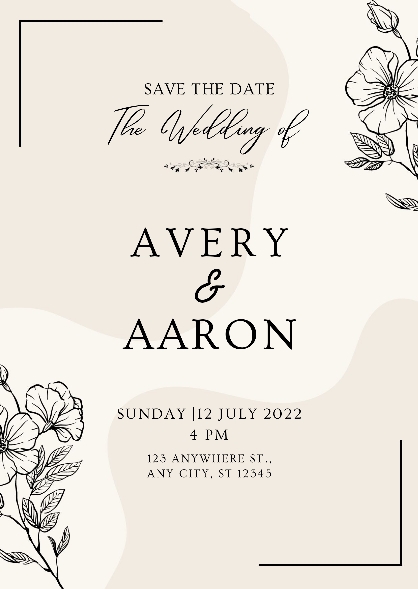 SAVE THE DATE
The Wedding of
AVERY
&
AARON
SUNDAY |12 JULY 2022
4 PM
123 ANYWHERE ST.,
ANY CITY, ST 12345